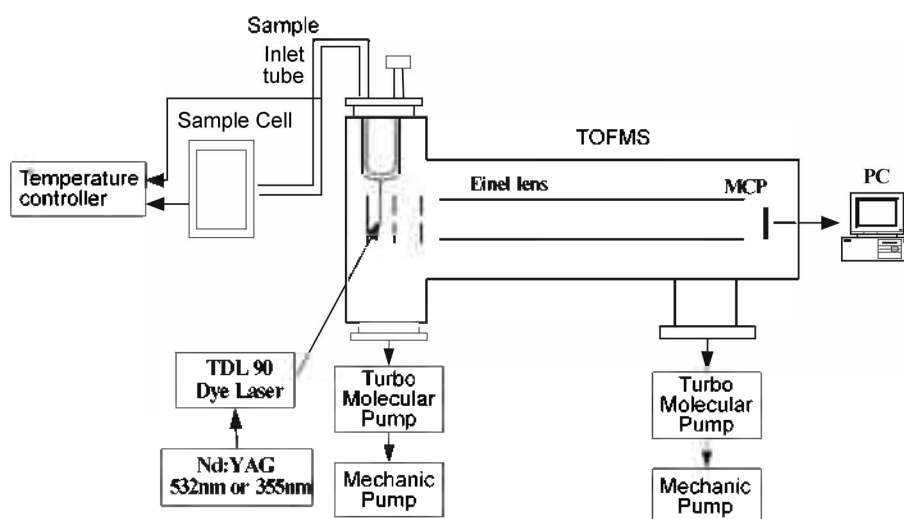 Sample
Inlet
tube
Sample Cell
Temperature
controller
TOFMS
Einel lens
MCP
PC
TDL 90
Dye Laser
Nd:YAG
532nm or 355nm
Turbo
Molecular
Pump
Mechanic
Pump
Turbo
Molecular
Pump
Mechanic
Pump